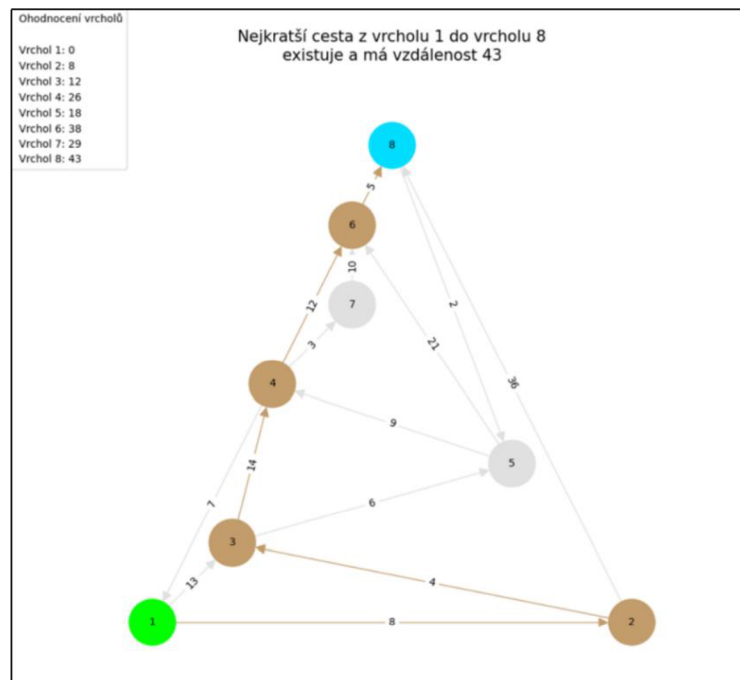 Ohodnocení vrcholů
Vrchol 1: 0
Vrchol 2: 8
Vrchol 3: 12
Vrchol 4: 26
Vrchol 5: 18
Vrchol 6: 38
Vrchol 7: 29
Vrchol 8: 43
Nejkratší cesta z vrcholu 1 do vrcholu 8
existuje a má vzdálenost 43
8
5
6
10
7
12
3
2
21
36
4
9
5
14
6
7
3
13
4
1
8
2